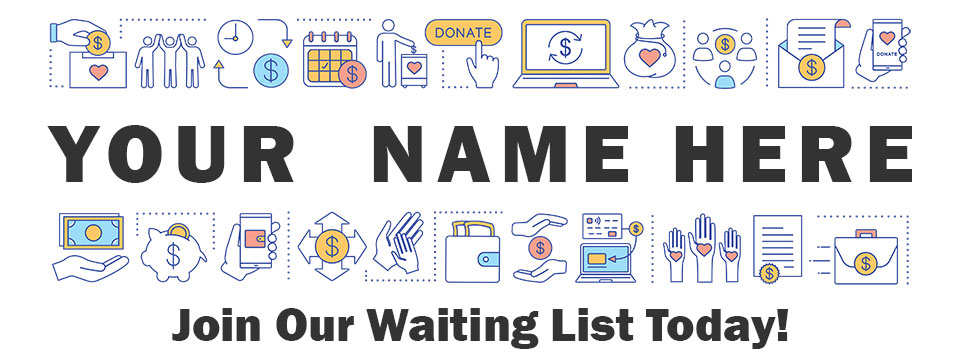 DONATE
DONATE
YOUR NAME HERE
Join Our Waiting List Today!